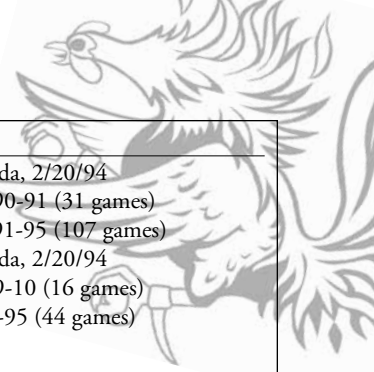 da, 2/20/94
90-91 (31 games)
91-95 (107 games)
da, 2/20/94
9-10 (16 games)
-95 (44 games)